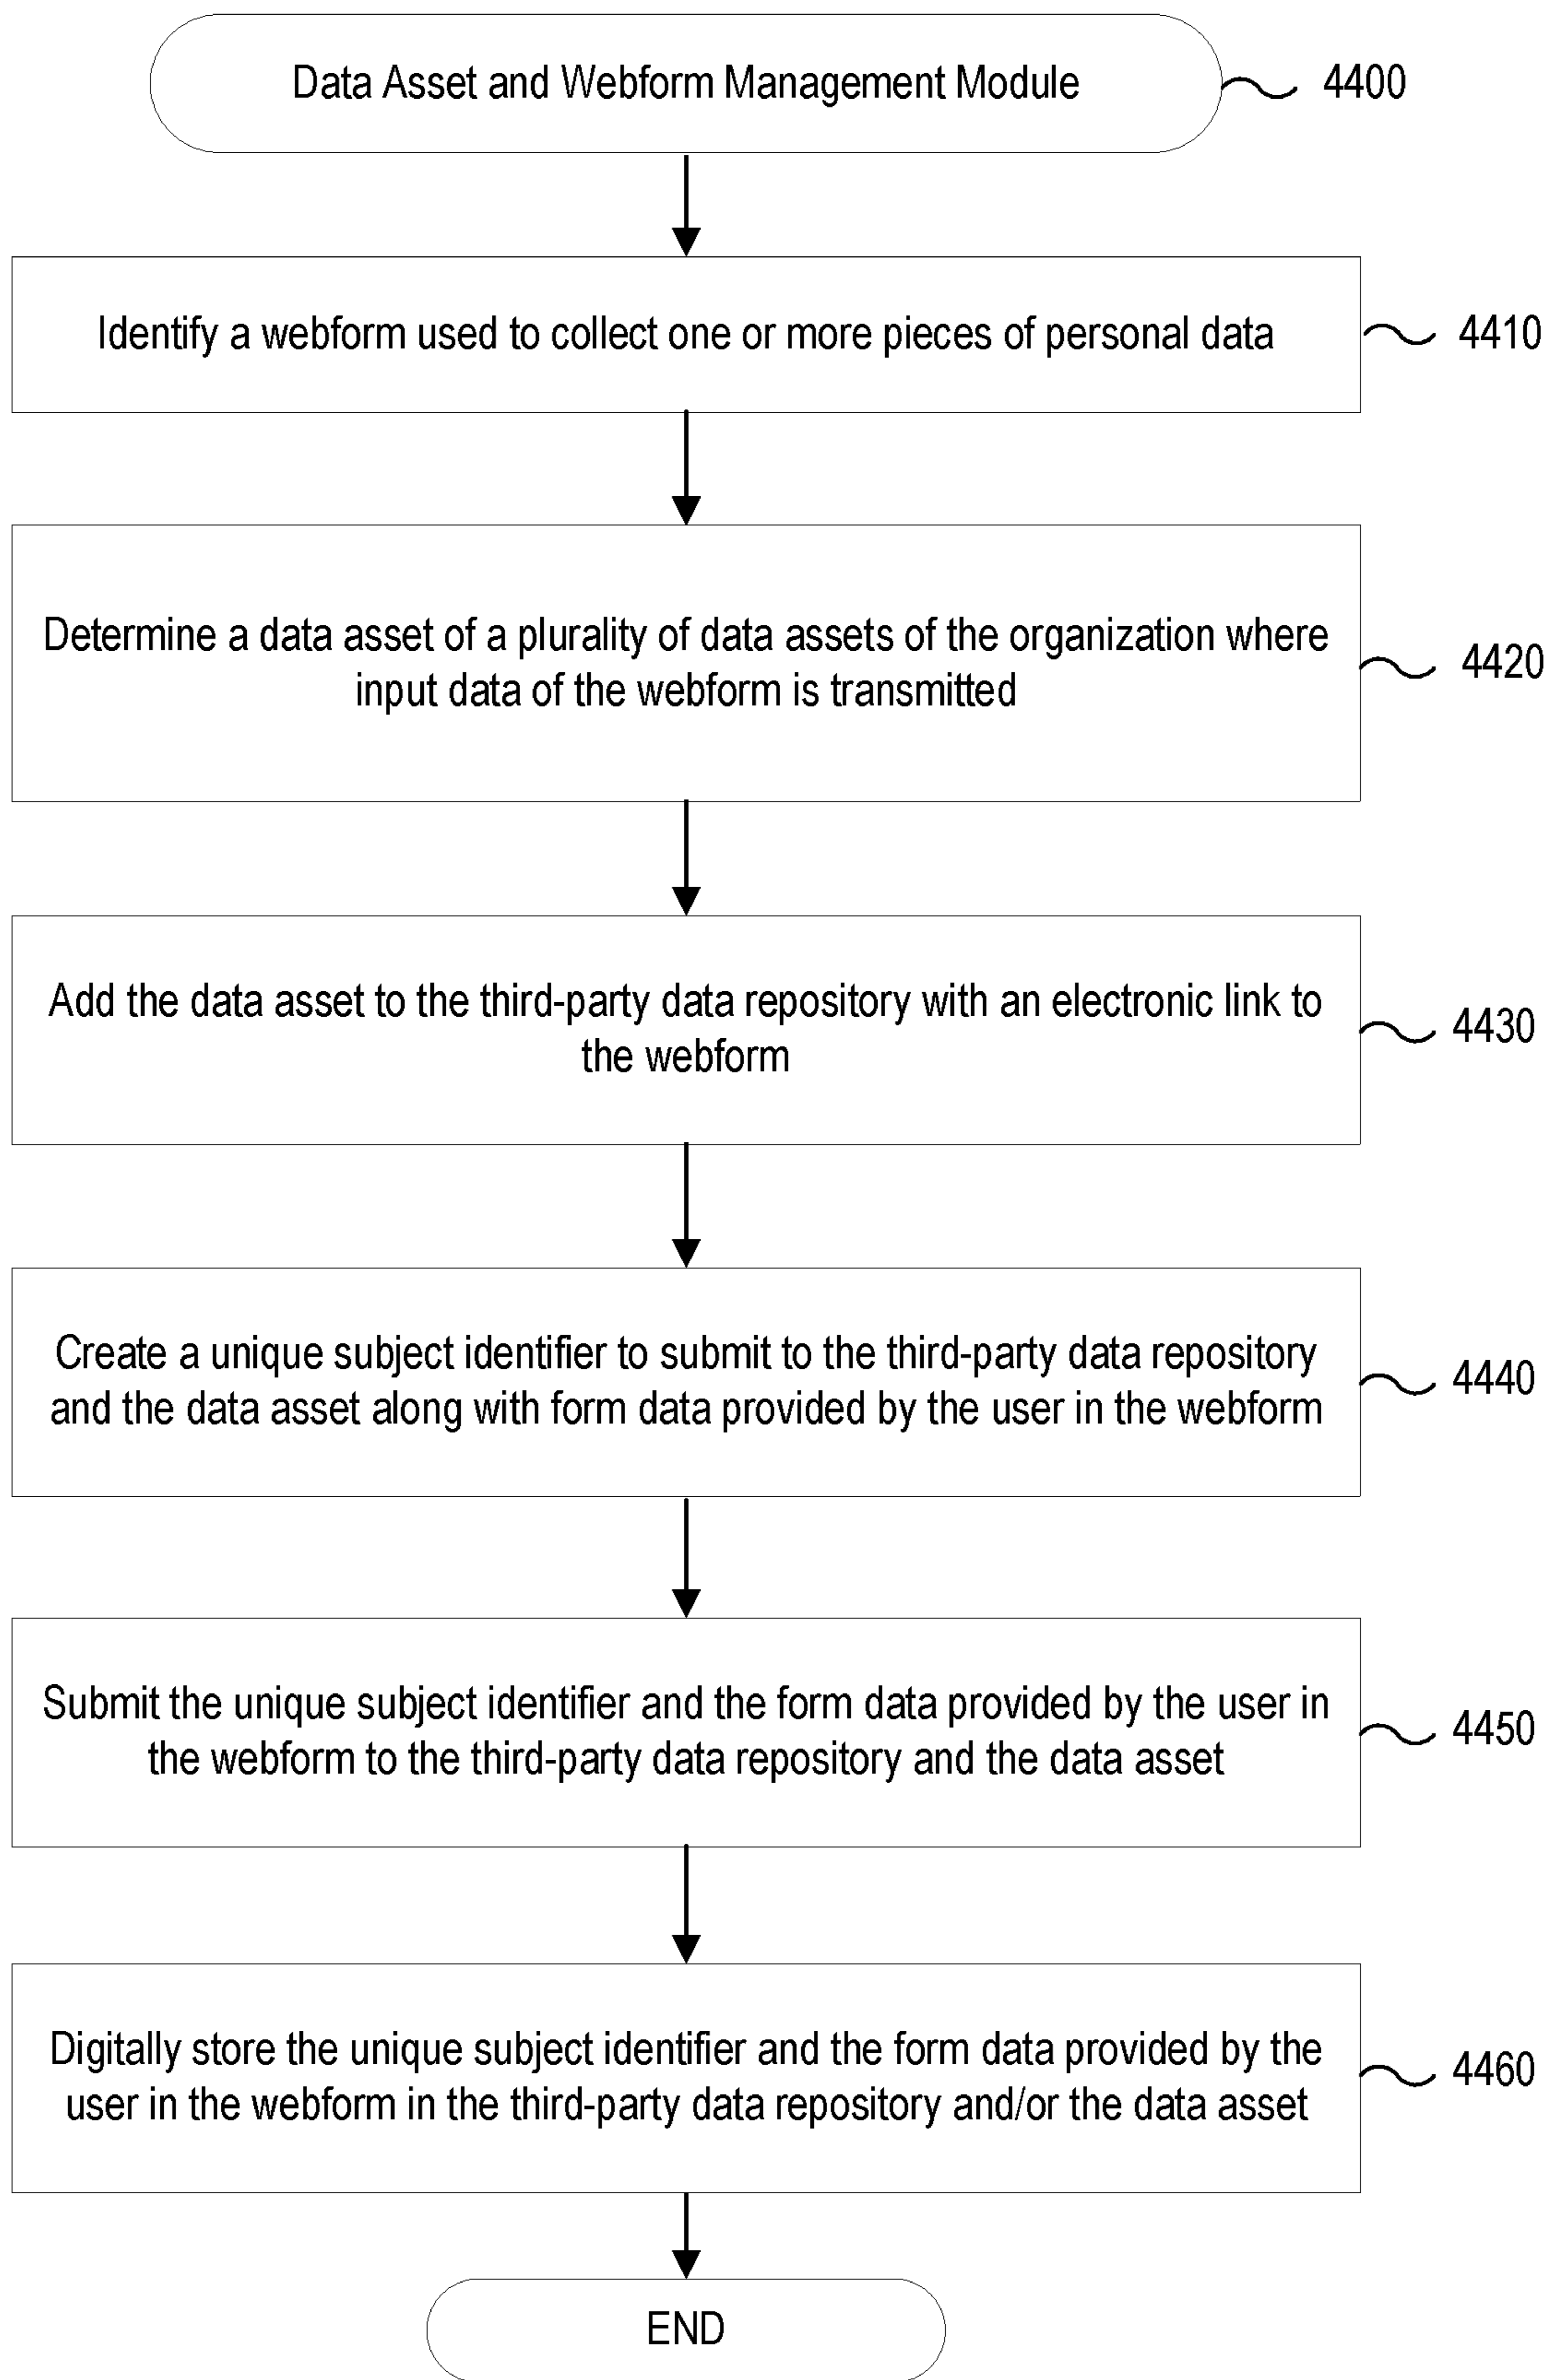 Data Asset and Webform Management Module
4400
Identify a webform used to collect one or more pieces of personal data
4410
Determine a data asset of a plurality of data assets of the organization where
input data of the webform is transmitted
4420
Add the data asset to the third-party data repository with an electronic link to
the webform
4430
Create a unique subject identifier to submit to the third-party data repository
and the data asset along with form data provided by the user in the webform
4440
Submit the unique subject identifier and the form data provided by the user in
the webform to the third-party data repository and the data asset
4450
Digitally store the unique subject identifier and the form data provided by the
user in the webform in the third-party data repository and/or the data asset
4460
END